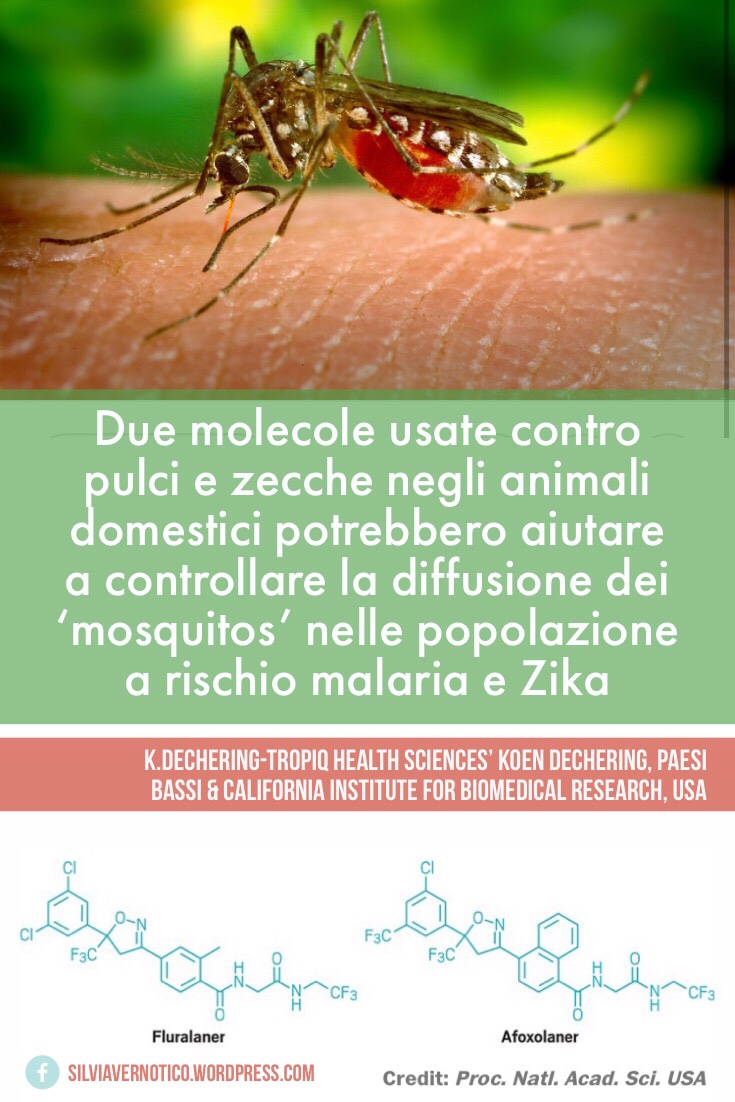 Due molecole usate contro
pulci e zecche negli animali
domestici potrebbero aiutare
a controllare la diffusione dei
‘mosquitos’ nelle popolazione
a rischio malaria e Zika
K.DECHERING-TROPIQ HEALTH SCIENCES’ KOEN DECHERING, PAESI
BASSI & CALIFORNIA INSTITUTE FOR BIOMEDICAL RESEARCH, USA
Cl
Cl
O
N
F3C
H
N
O
O
N
H
CF3
Fluralaner
Cl
F3C
O
N
F3C
H
N
O
O
N
H
CF3
Afoxolaner
f
SILVIAVERNOTICO.WORDPRESS.COM
Credit: Proc. Natl. Acad. Sci. USA